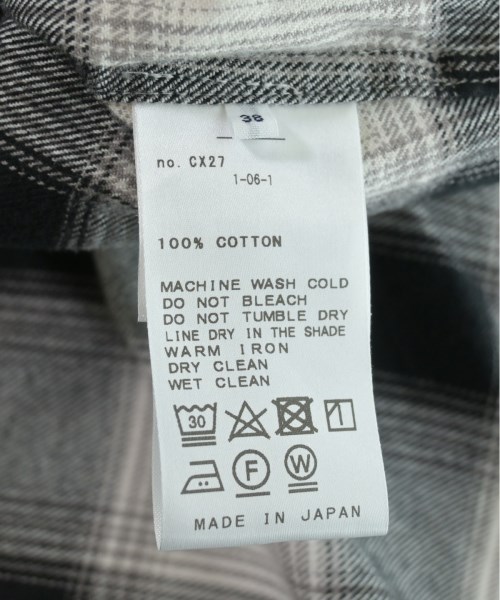 36
no. CX27
1-06-1
100% COTTON
MACHINE WASH COLD
DO NOT BLEACH
DO NOT TUMBLE DRY
LINE DRY IN THE SHADE
WARM IRON
DRY CLEAN
WET CLEAN
30
F W
MADE IN JAPAN